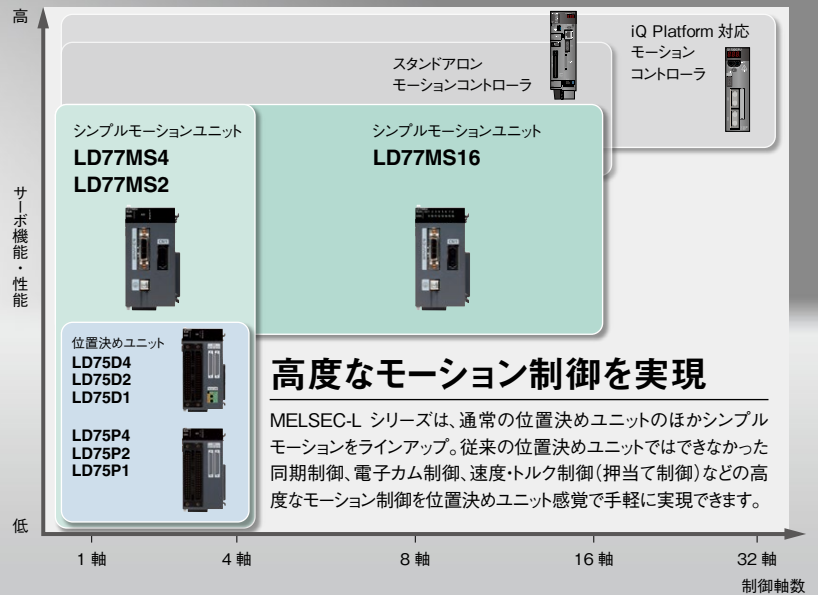 高
iQ Platform 対応
モーション
コントローラ
スタンドアロン
モーションコントローラ
シンプルモーションユニット
LD77MS4
LD77MS2
シンプルモーションユニット
LD77MS16
サーボ機能・性能
位置決めユニット
LD75D4
LD75D2
LD75D1
LD75P4
LD75P2
LD75P1
高度なモーション制御を実現
MELSEC-L シリーズは、通常の位置決めユニットのほかシンプル
モーションをラインアップ。従来の位置決めユニットではできなかった
同期制御、電子カム制御、速度・トルク制御(押当て制御)などの高
度なモーション制御を位置決めユニット感覚で手軽に実現できます。
低
1 軸
4 軸
8 軸
16 軸
32 軸
制御軸数